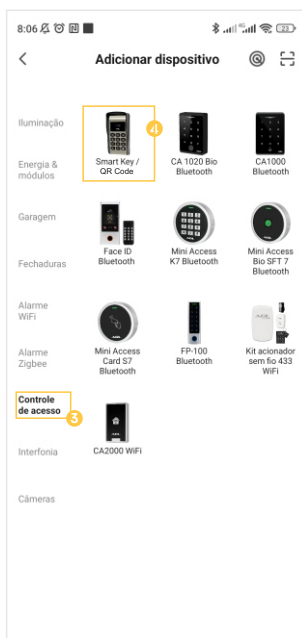 8:06
4G
23
Adicionar dispositivo
Iluminação
Energia &
módulos
Garagem
Fechaduras
Alarme
WiFi
Alarme
Zigbee
Controle
de acesso
3
Interfonia
Câmeras
4
Smart Key /
QR Code
CA 1020 Bio
Bluetooth
CA1000
Bluetooth
Face ID
Bluetooth
Mini Access
K7 Bluetooth
Mini Access
Bio SFT 7
Bluetooth
Mini Access
Card S7
Bluetooth
FP-100
Bluetooth
Kit acionador
sem fio 433
WiFi
CA2000 WiFi